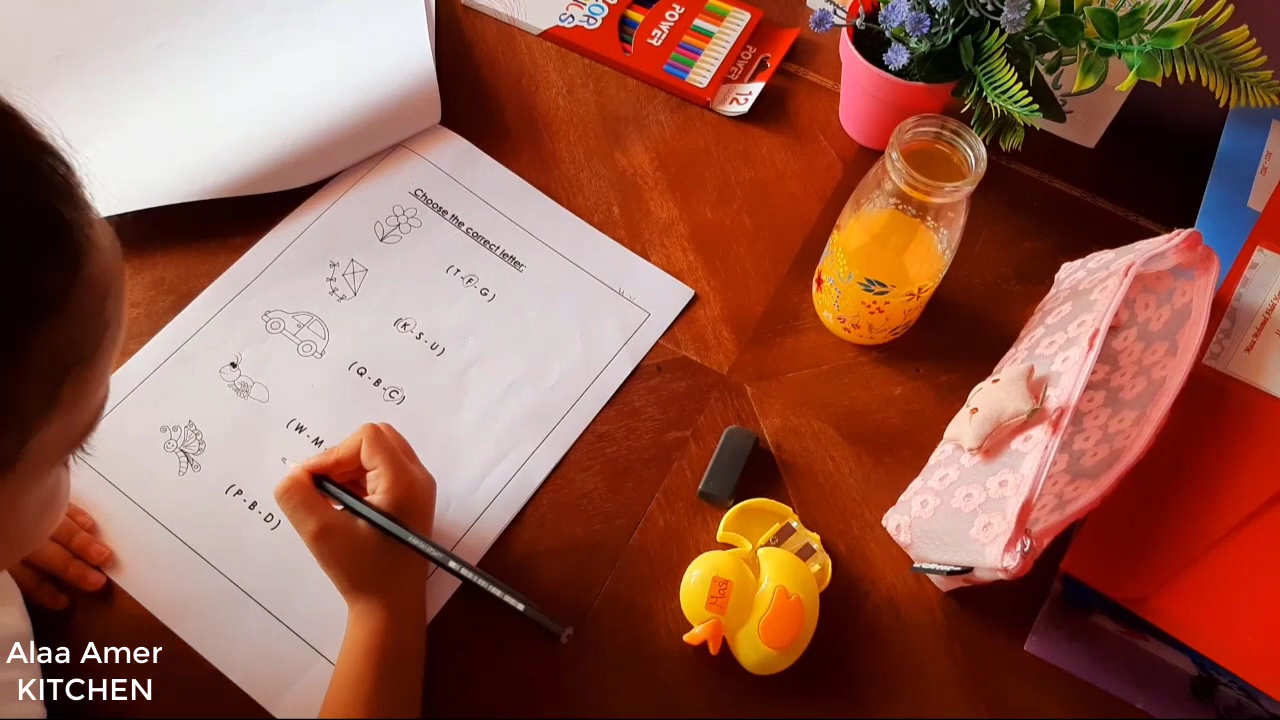 POWER
POWER
12
Choose the correct letter:
(T-F-G)
(K-S-U)
(Q-B-C)
(W-M
(P-B-D)
Alaa Amer
KITCHEN